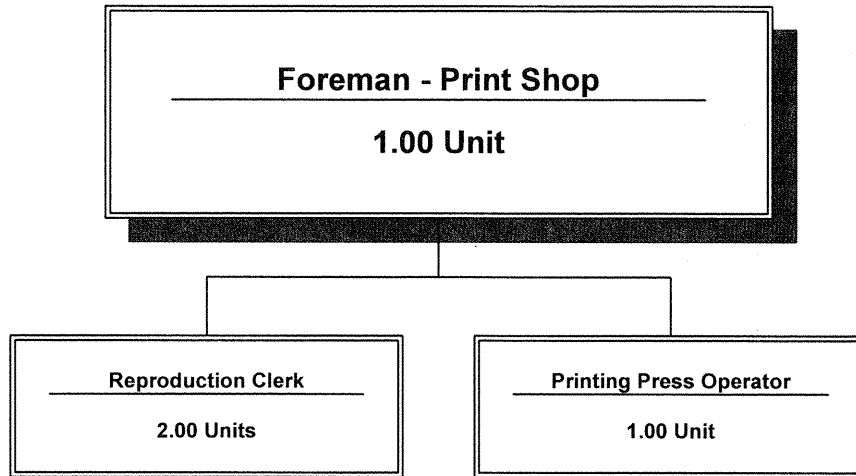 Foreman - Print Shop
1.00 Unit
Reproduction Clerk
2.00 Units
Printing Press Operator
1.00 Unit